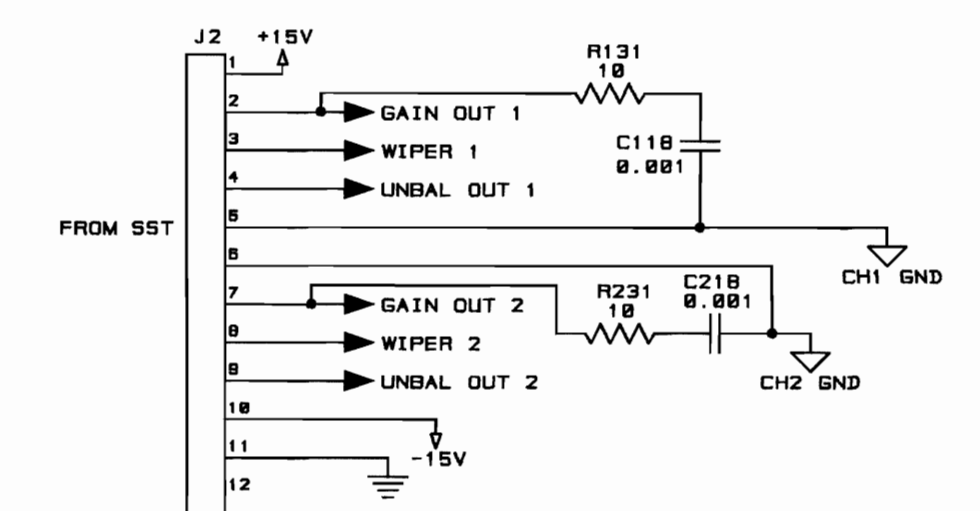 J2
+15V
R131
10
1
2
GAIN OUT 1
C118
0.001
3
WIPER 1
4
UNBAL OUT 1
FROM SST
5
CH1 GND
6
R231
10
C218
0.001
7
GAIN OUT 2
8
WIPER 2
9
UNBAL OUT 2
CH2 GND
10
-15V
11
12